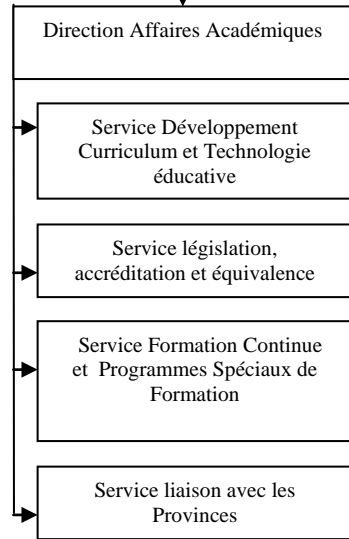 Direction Affaires Académiques
Service Développement
Curriculum et Technologie
éducative
Service législation,
accréditation et équivalence
Service Formation Continue
et Programmes Spéciaux de
Formation
Service liaison avec les
Provinces